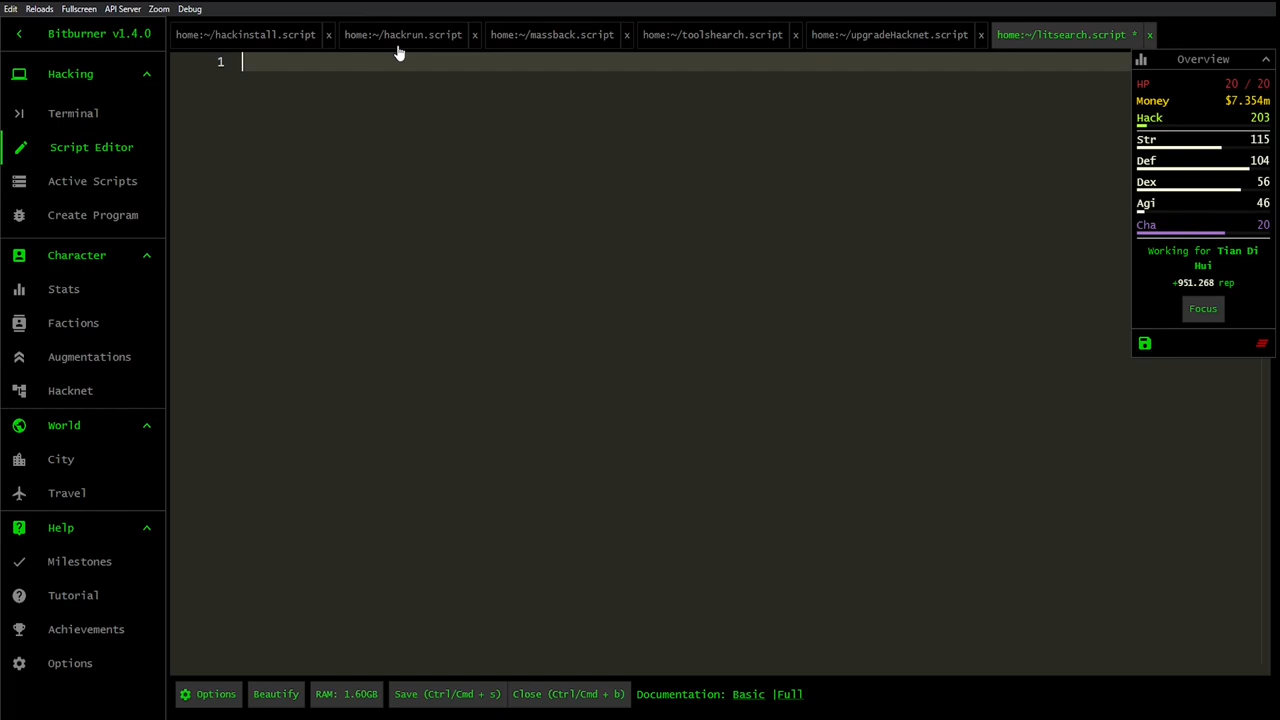 Edit Reloads Fullscreen API Server Zoom Debug
Bitburner v1.4.0
home:~/hackinstall.script x home:~/hackrun.script x home:~/massback.script x home:~/toolshearch.script x home:~/upgradeHacknet.script x home:~/litsearch.script * x
Hacking
Terminal
Script Editor
Active Scripts
Create Program
Character
Stats
Factions
Augmentations
Hacknet
World
City
Travel
Help
Milestones
Tutorial
Achievements
Options
1
Overview
HP 20 / 20
Money $7.354m
Hack 203
Str 115
Def 104
Dex 56
Agi 46
Cha 20
Working for Tian Di
Hui
+951.268 rep
Focus
Options Beautify RAM: 1.60GB Save (Ctrl/Cmd + s) Close (Ctrl/Cmd + b) Documentation: Basic |Full